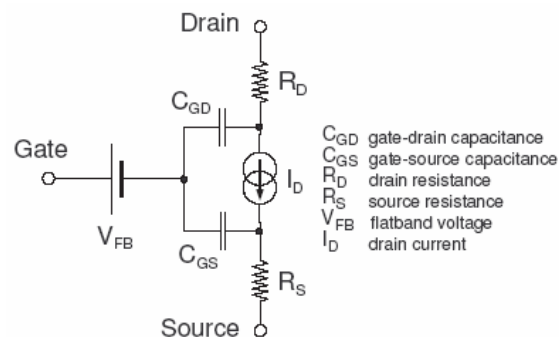 Drain
R_D
C_GD
Gate
I_D
V_FB
C_GS
R_S
Source
C_GD gate-drain capacitance
C_GS gate-source capacitance
R_D drain resistance
R_S source resistance
V_FB flatband voltage
I_D drain current